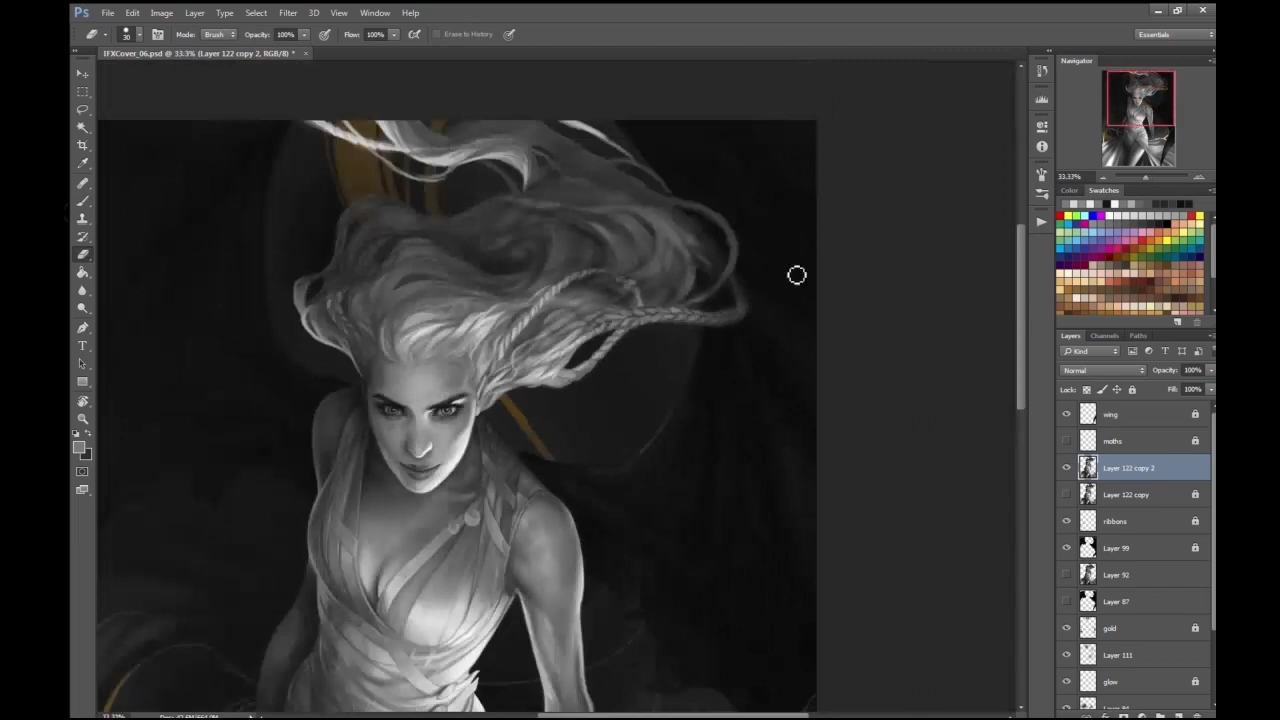 Ps File Edit Image Layer Type Select Filter 3D View Window Help
30 Mode: Brush Opacity: 100% Flow: 100% Erase to History Essentials
IFXCover_06.psd @ 33.3% (Layer 122 copy 2, RGB/8) * ×
Navigator
33.33%
Color Swatches
Layers Channels Paths
Kind
Normal Opacity: 100%
Lock: Fill: 100%
wing
moths
Layer 122 copy 2
Layer 122 copy
ribbons
Layer 99
Layer 92
Layer 87
gold
Layer 111
glow